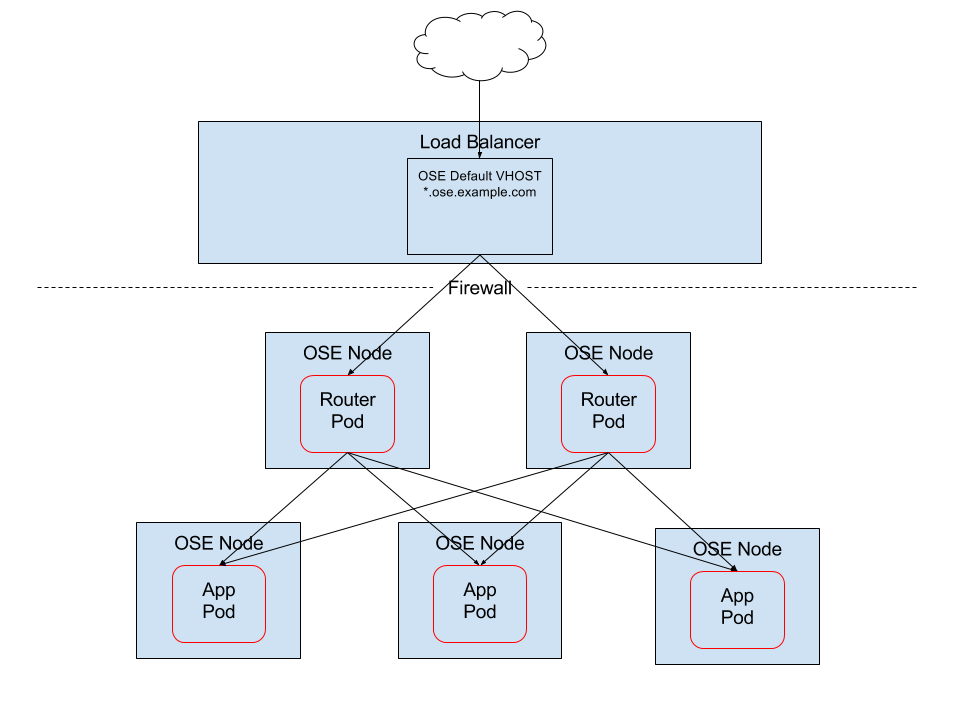 Load Balancer
OSE Default VHOST
*.ose.example.com
Firewall
OSE Node
Router
Pod
OSE Node
Router
Pod
OSE Node
App
Pod
OSE Node
App
Pod
OSE Node
App
Pod